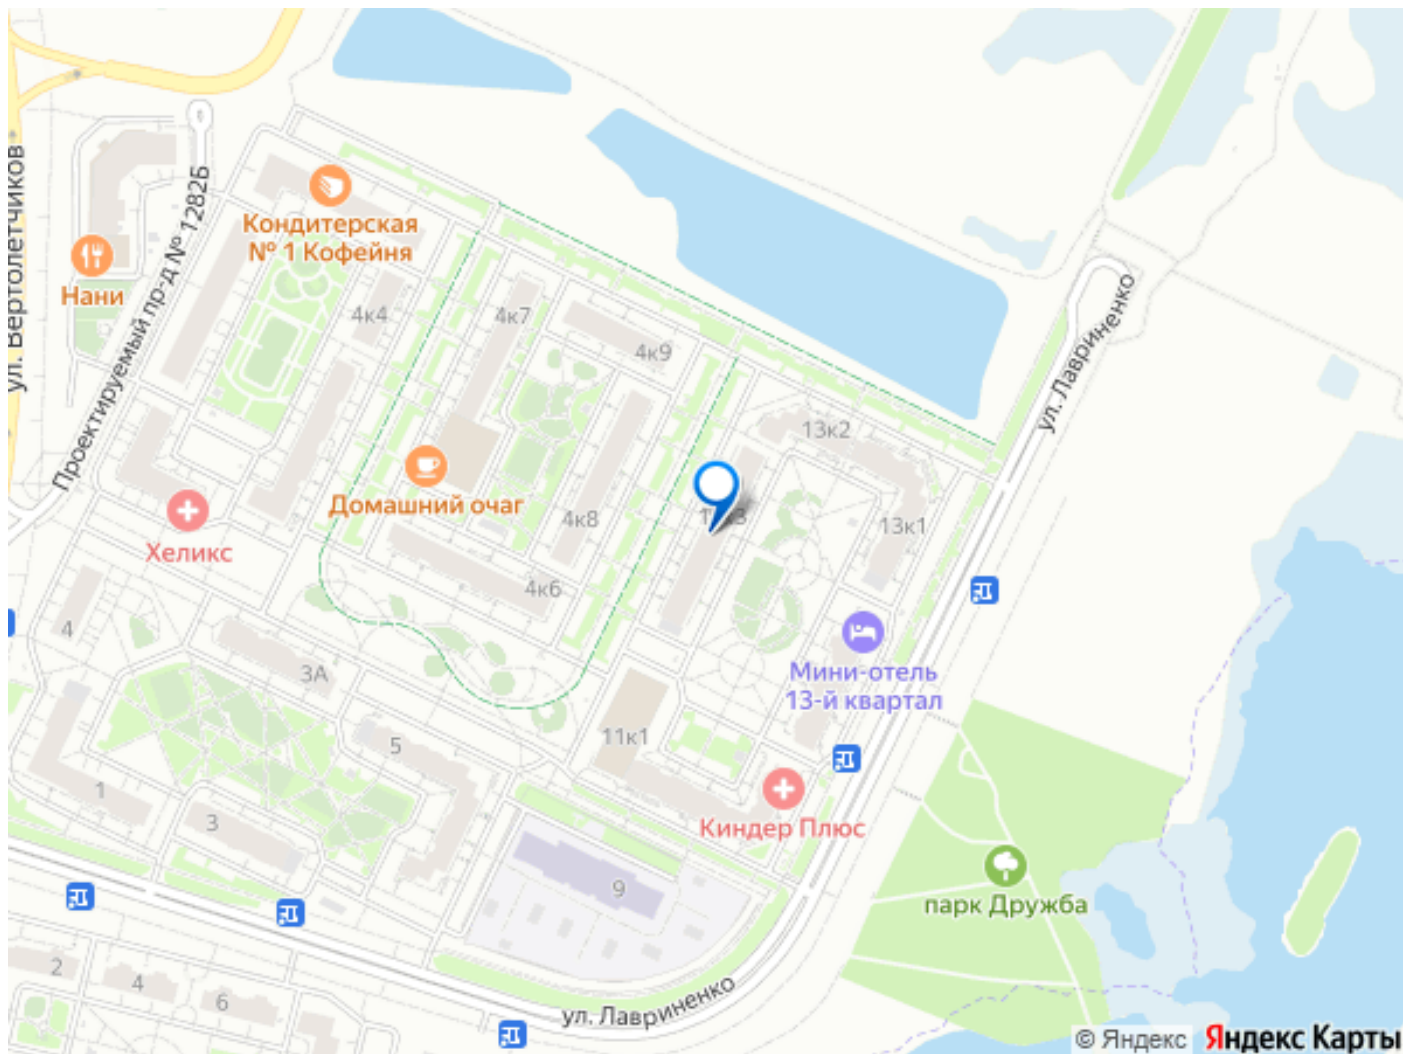 ул. Вертолетчиков
Проектируемый пр-д № 1282Б
Кондитерская
№ 1 Кофейня
Нани
4к4
4к7
4к9
ул. Лавриненко
13к2
Домашний очаг
4к8
13к1
Хеликс
4к6
4
3А
Мини-отель
13-й квартал
11к1
5
1
3
Киндер Плюс
9
парк Дружба
2
4
6
ул. Лавриненко
© Яндекс Яндекс Карты